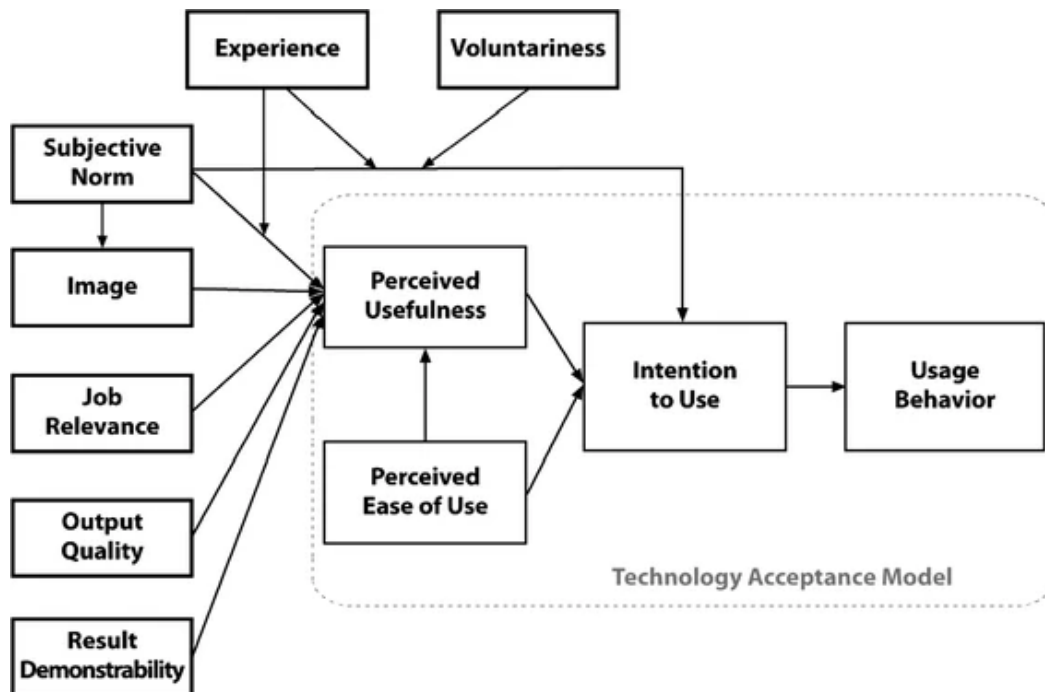 Experience
Voluntariness
Subjective
Norm
Image
Perceived
Usefulness
Intention
to Use
Usage
Behavior
Job
Relevance
Perceived
Ease of Use
Output
Quality
Technology Acceptance Model
Result
Demonstrability